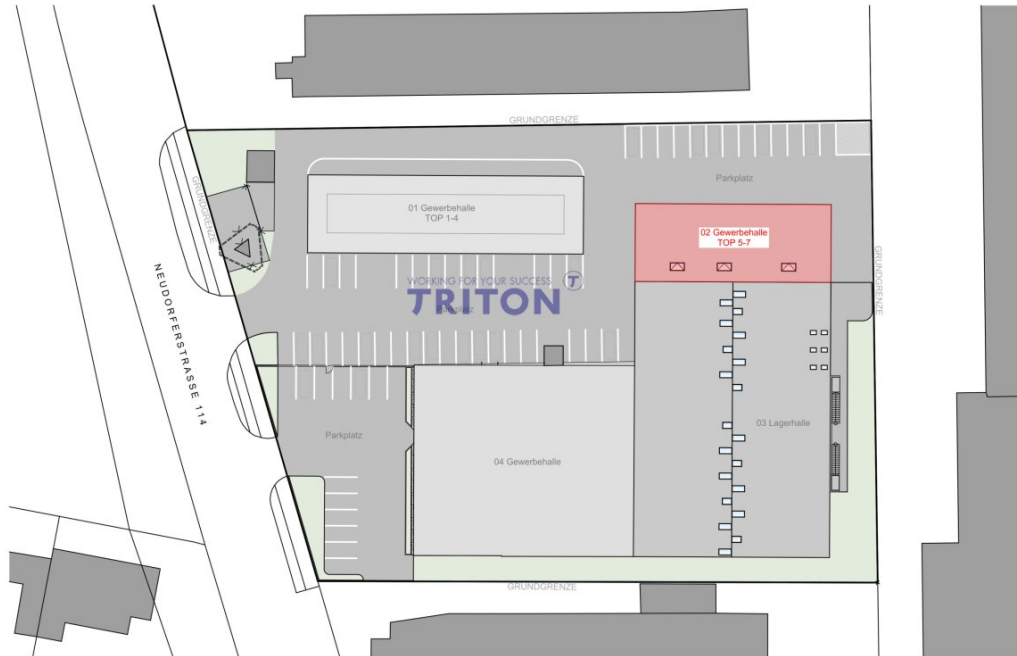 GRUNDGRENZE
Parkplatz
01 Gewerbehalle
TOP 1-4
GRUNDGRENZE
02 Gewerbehalle
TOP 5-7
GRUNDGRENZE
WORKING FOR YOUR SUCCESS
T
TRITON
NEUDORFERSTRASSE 114
03 Lagerhalle
Parkplatz
04 Gewerbehalle
GRUNDGRENZE